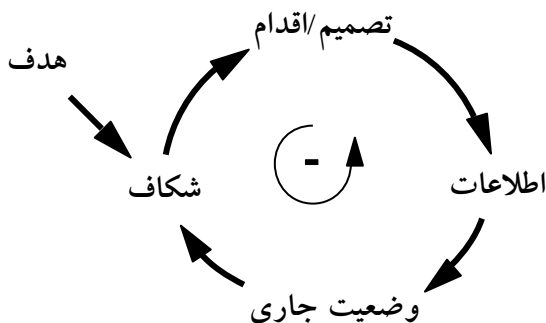 تصمیم/اقدام
هدف
شکاف
-
اطلاعات
وضعیت جاری